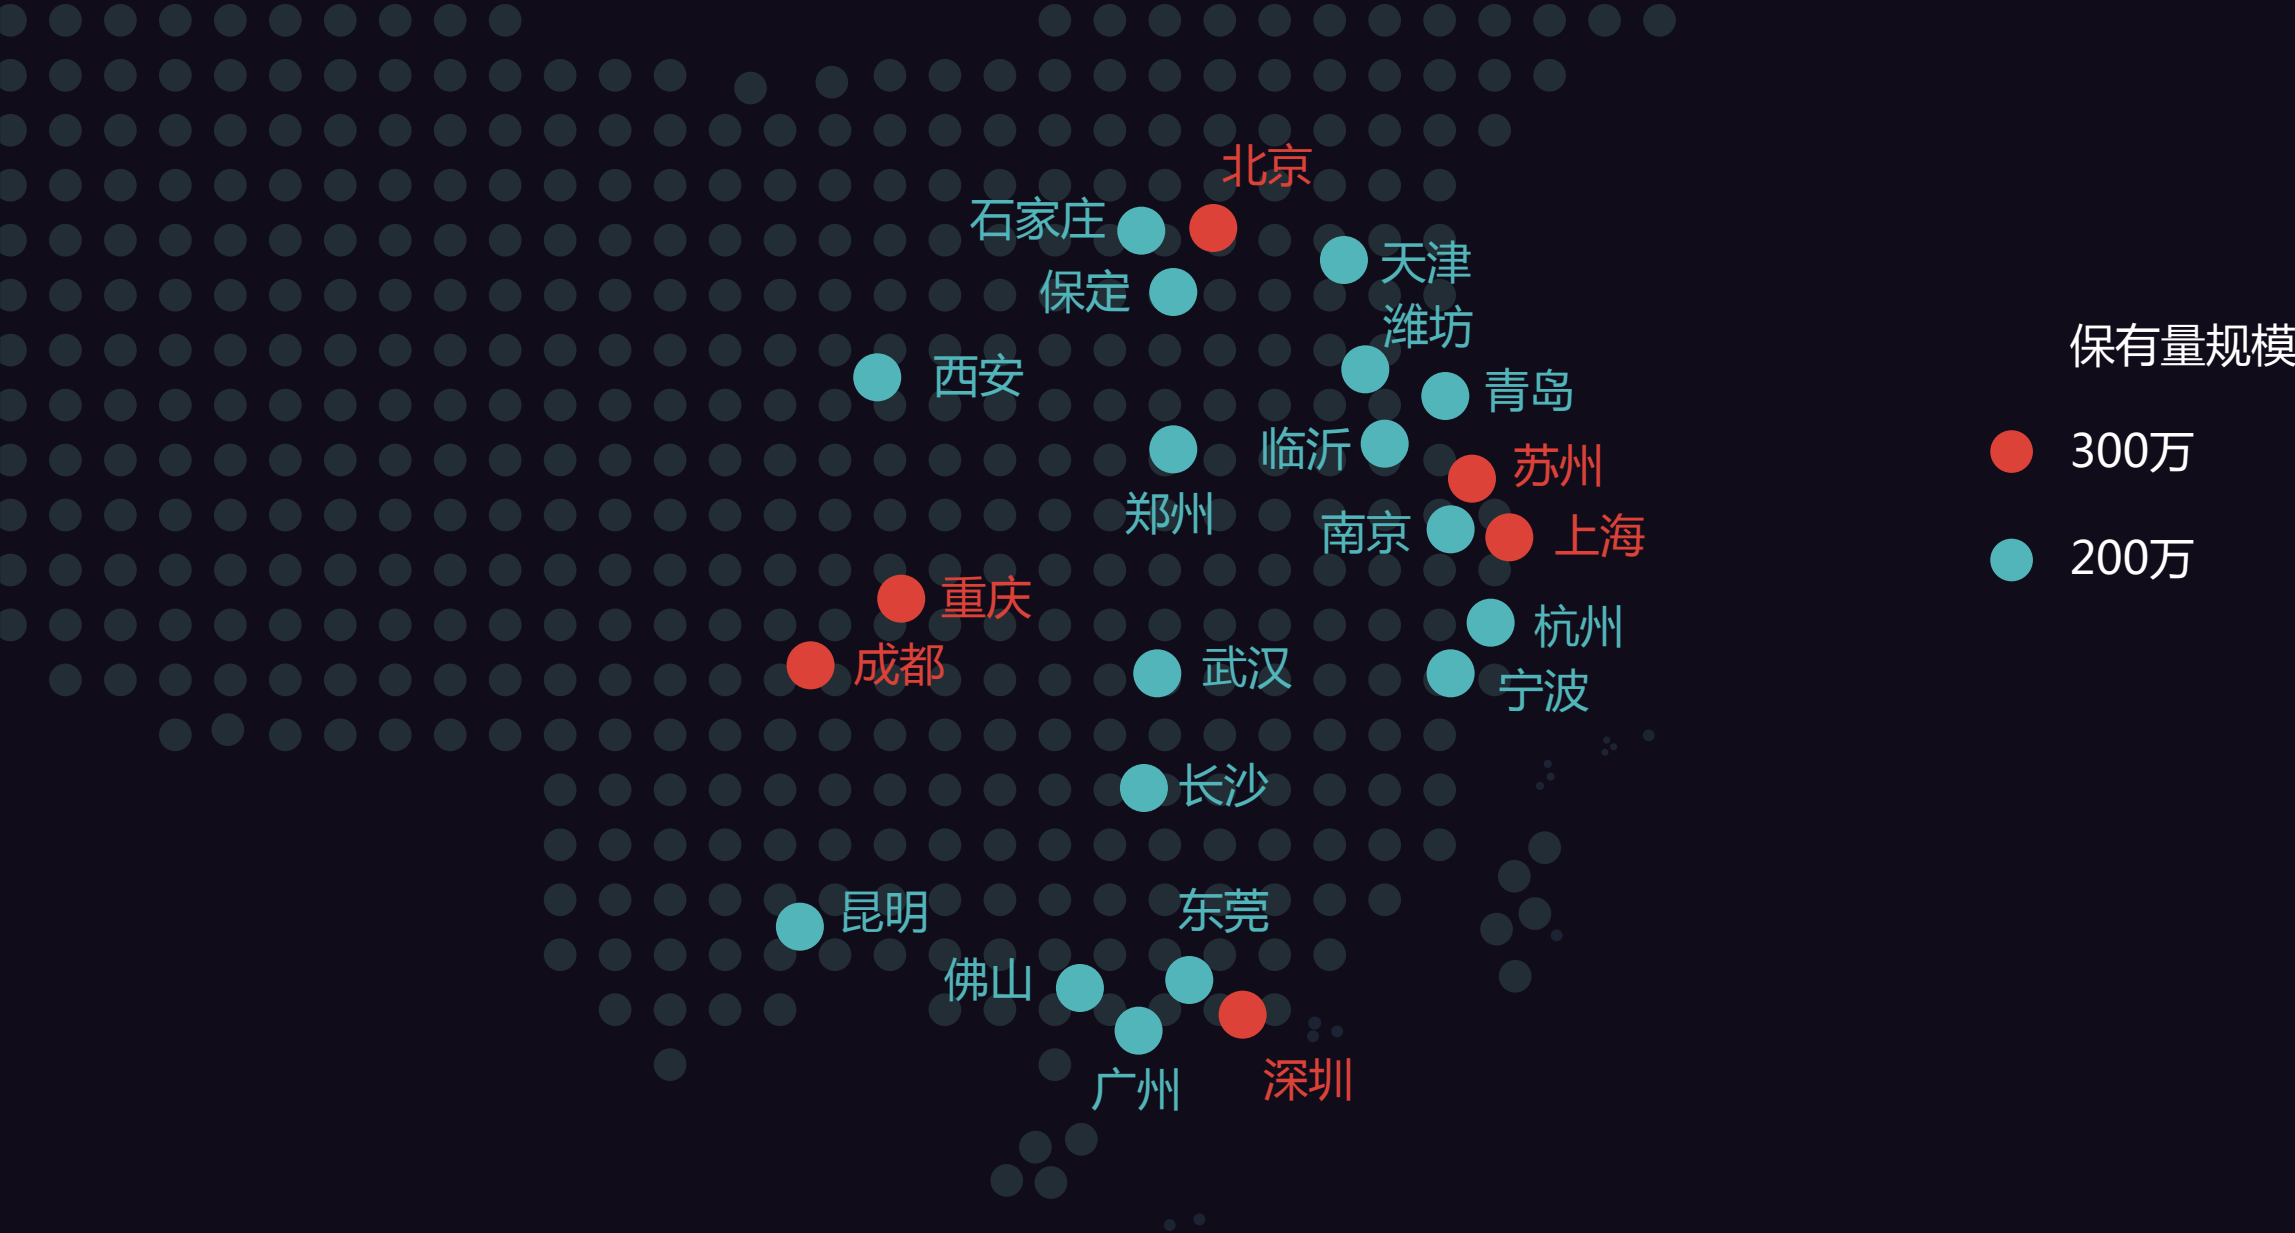 北京
石家庄
天津
保定
潍坊
西安
青岛
临沂
苏州
郑州
南京
上海
重庆
杭州
成都
武汉
宁波
长沙
昆明
东莞
佛山
广州
深圳
保有量规模
300万
200万